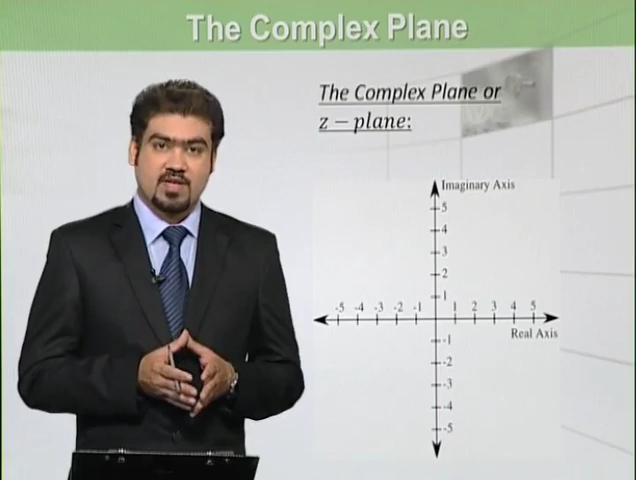 The Complex Plane
The Complex Plane or
z − plane:
Imaginary Axis
5
4
3
2
1
-5 -4 -3 -2 -1 1 2 3 4 5
Real Axis
-1
-2
-3
-4
-5